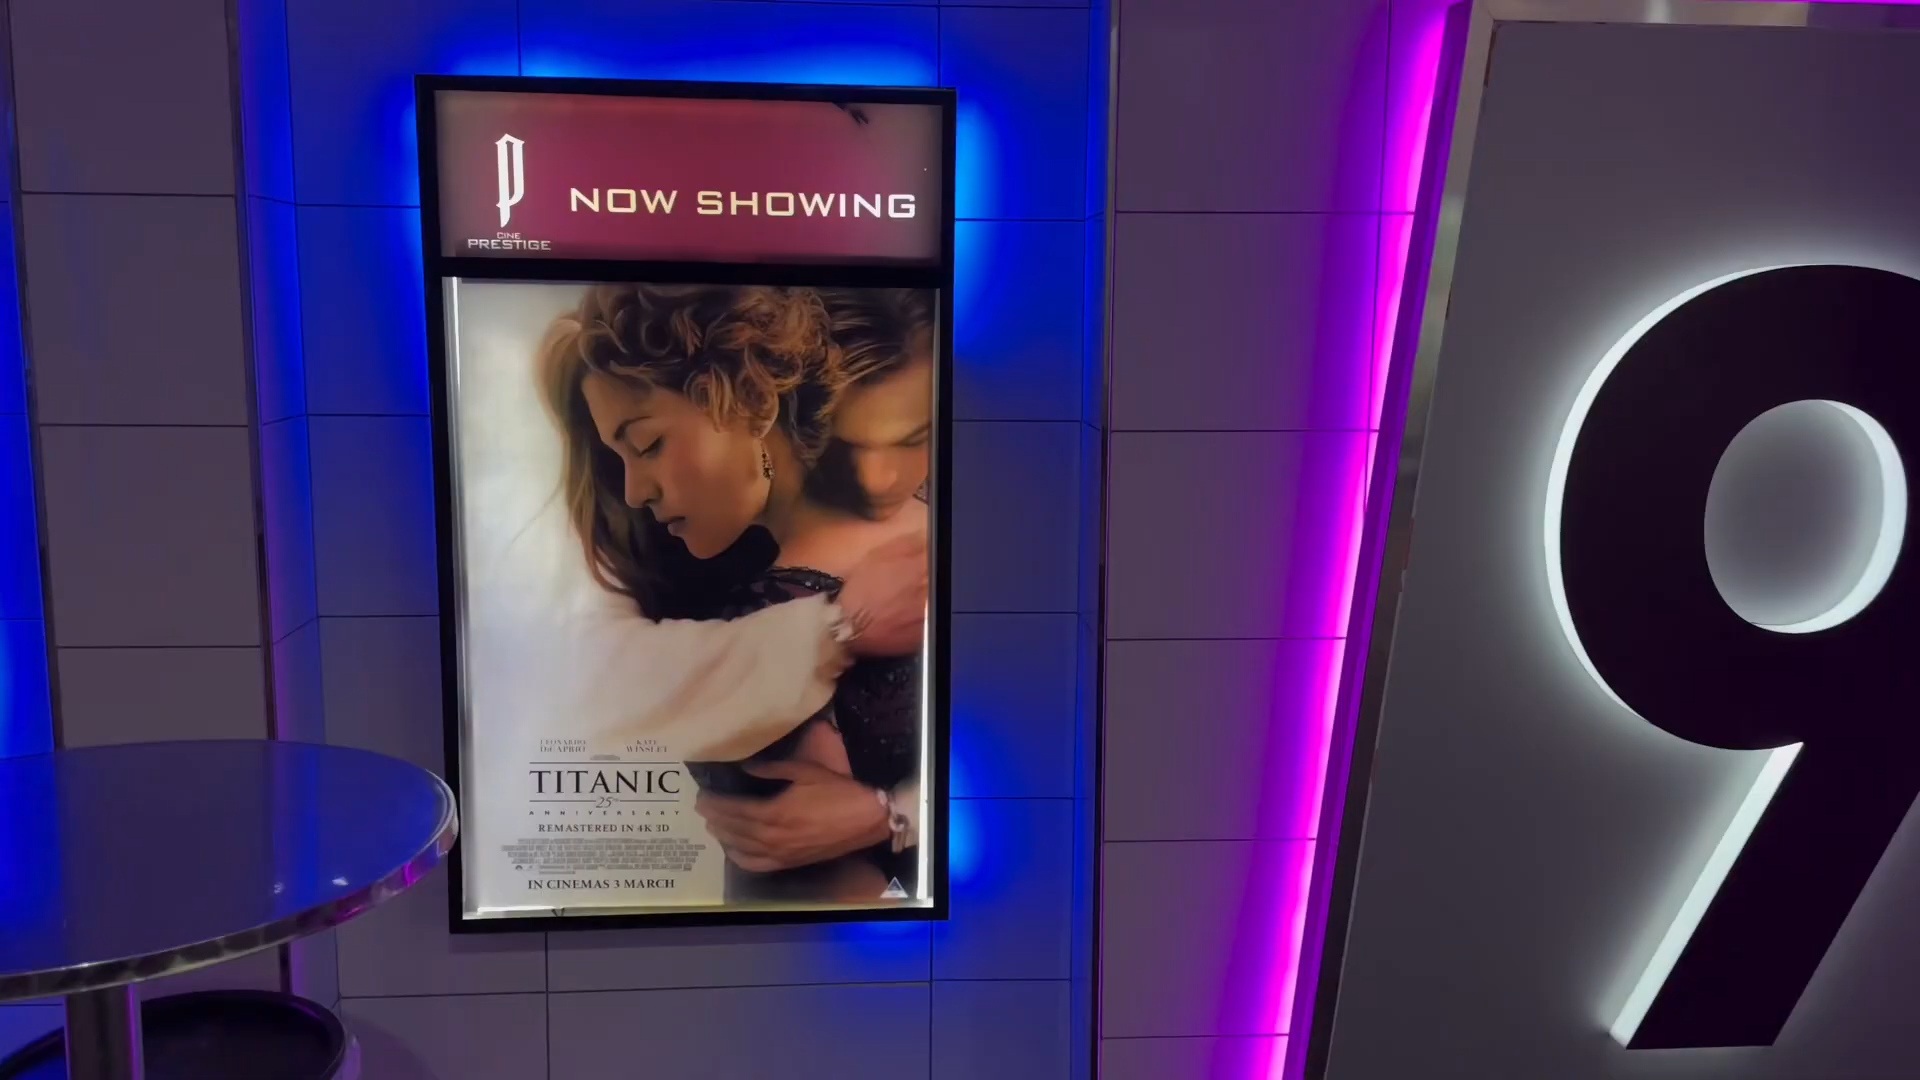 P
CINE
PRESTIGE
NOW SHOWING
LEONARDO KATE
DiCAPRIO WINSLET
TITANIC
25TH
ANNIVERSARY
REMASTERED IN 4K 3D
IN CINEMAS 3 MARCH
9